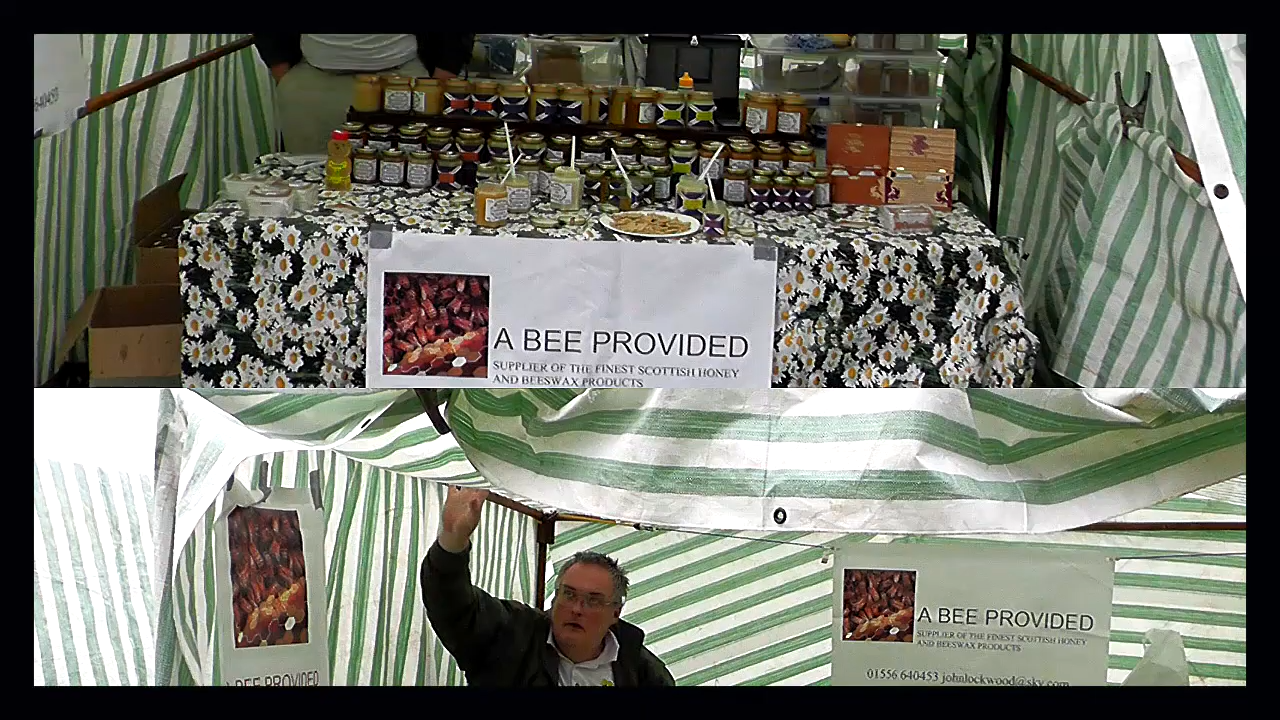 640453
A BEE PROVIDED
SUPPLIER OF THE FINEST SCOTTISH HONEY
AND BEESWAX PRODUCTS
A BEE PROVIDED
A BEE PROVIDED
SUPPLIER OF THE FINEST SCOTTISH HONEY
AND BEESWAX PRODUCTS
01556 640453 johnlockwood@sky.com